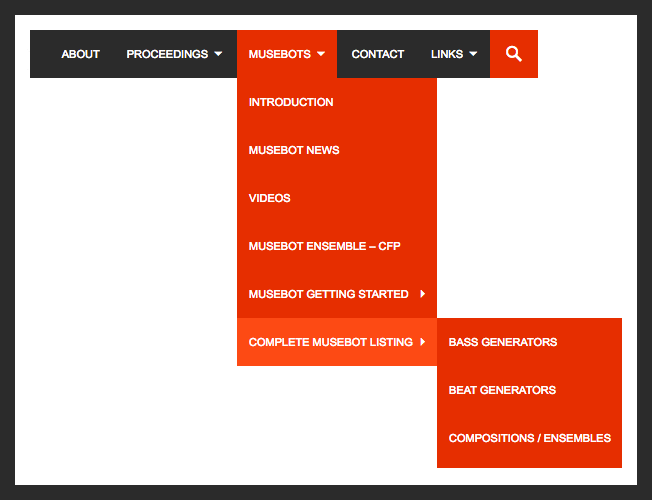 ABOUT PROCEEDINGS MUSEBOTS CONTACT LINKS
INTRODUCTION
MUSEBOT NEWS
VIDEOS
MUSEBOT ENSEMBLE – CFP
MUSEBOT GETTING STARTED
COMPLETE MUSEBOT LISTING
BASS GENERATORS
BEAT GENERATORS
COMPOSITIONS / ENSEMBLES